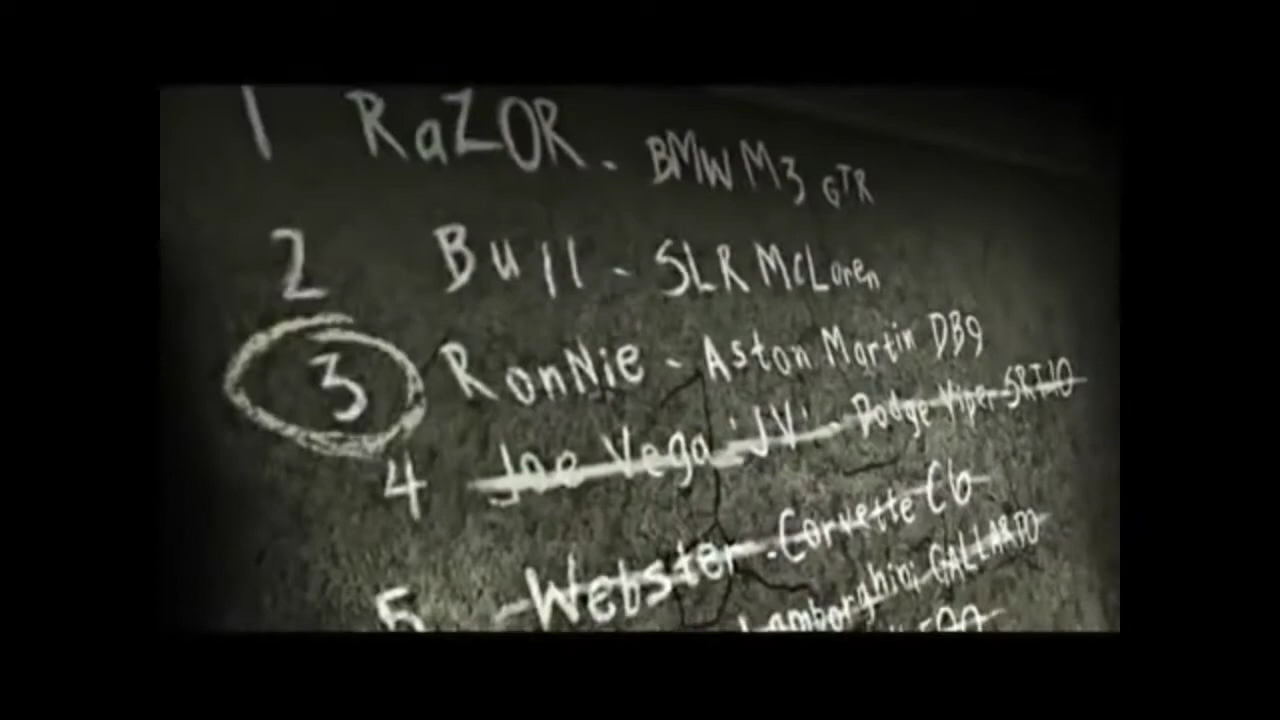 1 RaZOR - BMW M3 GTR
2 Bull - SLR McLaren
3 RonNie - Aston Martin DB9
4 Joe Vega 'JV' - Dodge Viper SRT10
5 Webster - Corvette C6
Lamborghini GALLARDO